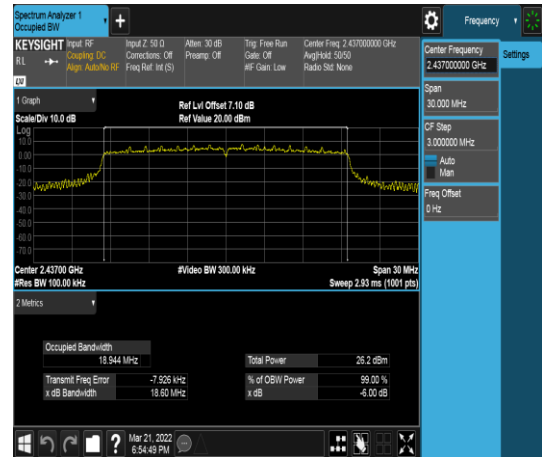 Spectrum Analyzer 1
Occupied BW
Frequency
KEYSIGHT
RL
Input: RF
Coupling: DC
Align: Auto/No RF
Input Z: 50 Ω
Corrections: Off
Freq Ref: Int (S)
Atten: 30 dB
Preamp: Off
Trig: Free Run
Gate: Off
#IF Gain: Low
Center Freq: 2.437000000 GHz
Avg|Hold: 50/50
Radio Std: None
Center Frequency
2.437000000 GHz
Settings
Span
30.000 MHz
CF Step
3.000000 MHz
Auto
Man
Freq Offset
0 Hz
1 Graph
Scale/Div 10.0 dB
Ref Lvl Offset 7.10 dB
Ref Value 20.00 dBm
Log
10.0
0.00
-10.0
-20.0
-30.0
-40.0
-50.0
-60.0
-70.0
Center 2.43700 GHz
#Video BW 300.00 kHz
Span 30 MHz
#Res BW 100.00 kHz
Sweep 2.93 ms (1001 pts)
2 Metrics
Occupied Bandwidth
18.944 MHz
Total Power
26.2 dBm
Transmit Freq Error
-7.926 kHz
% of OBW Power
99.00 %
x dB Bandwidth
18.60 MHz
x dB
-6.00 dB
Mar 21, 2022
6:54:49 PM